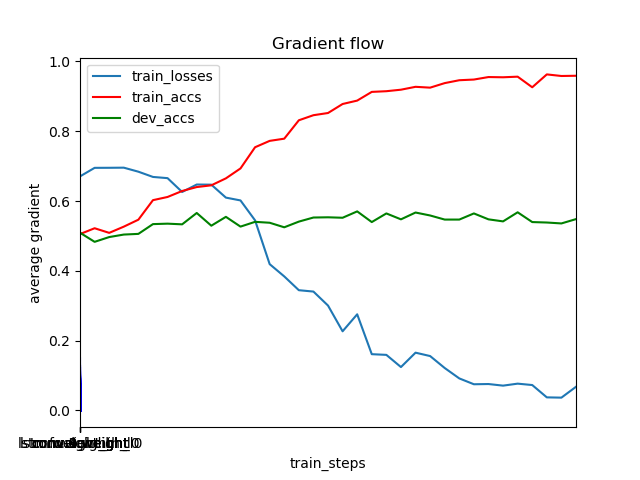 Gradient flow
train_losses
train_accs
dev_accs
1.0
0.8
0.6
0.4
0.2
0.0
average gradient
train_steps